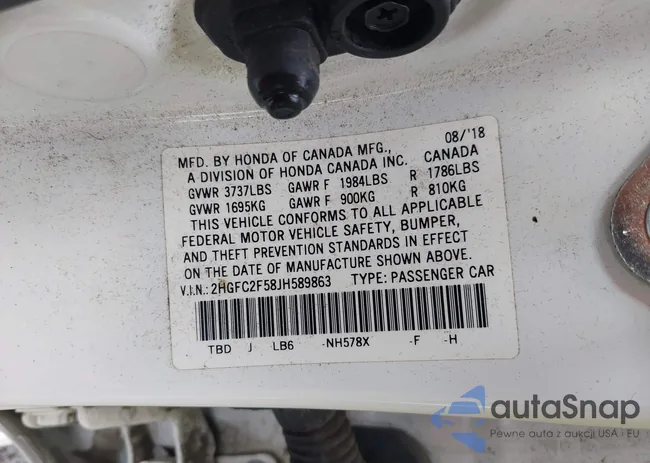 MFD. BY HONDA OF CANADA MFG., 08/'18
A DIVISION OF HONDA CANADA INC. CANADA
GVWR 3737LBS GAWR F 1984LBS R 1786LBS
GVWR 1695KG GAWR F 900KG R 810KG
THIS VEHICLE CONFORMS TO ALL APPLICABLE
FEDERAL MOTOR VEHICLE SAFETY, BUMPER,
AND THEFT PREVENTION STANDARDS IN EFFECT
ON THE DATE OF MANUFACTURE SHOWN ABOVE.
V.I.N.: 2HGFC2F58JH589863 TYPE: PASSENGER CAR
TBD J LB6 -NH578X -F -H
autoSnap
Pewne auta z aukcji USA - EU